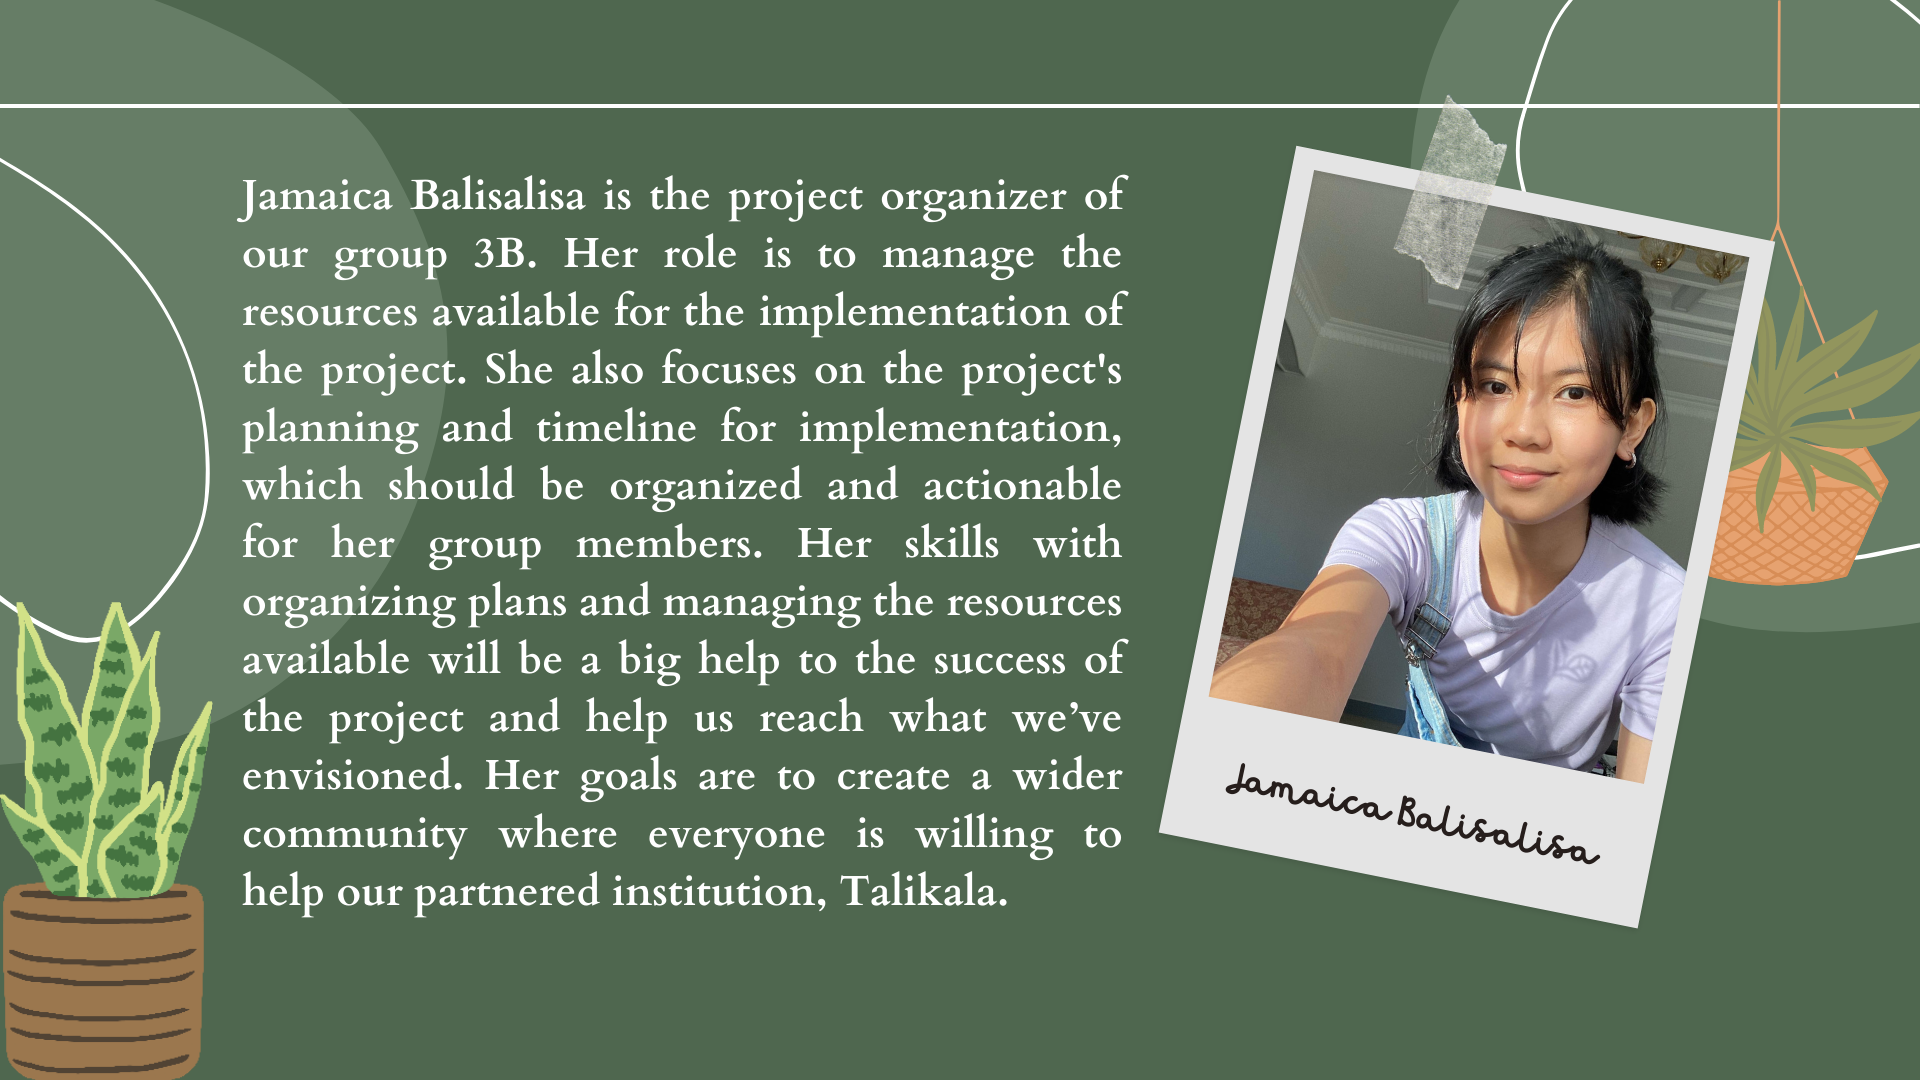 Jamaica Balisalisa is the project organizer of
our group 3B. Her role is to manage the
resources available for the implementation of
the project. She also focuses on the project's
planning and timeline for implementation,
which should be organized and actionable
for her group members. Her skills with
organizing plans and managing the resources
available will be a big help to the success of
the project and help us reach what we’ve
envisioned. Her goals are to create a wider
community where everyone is willing to
help our partnered institution, Talikala.
Jamaica Balisalisa